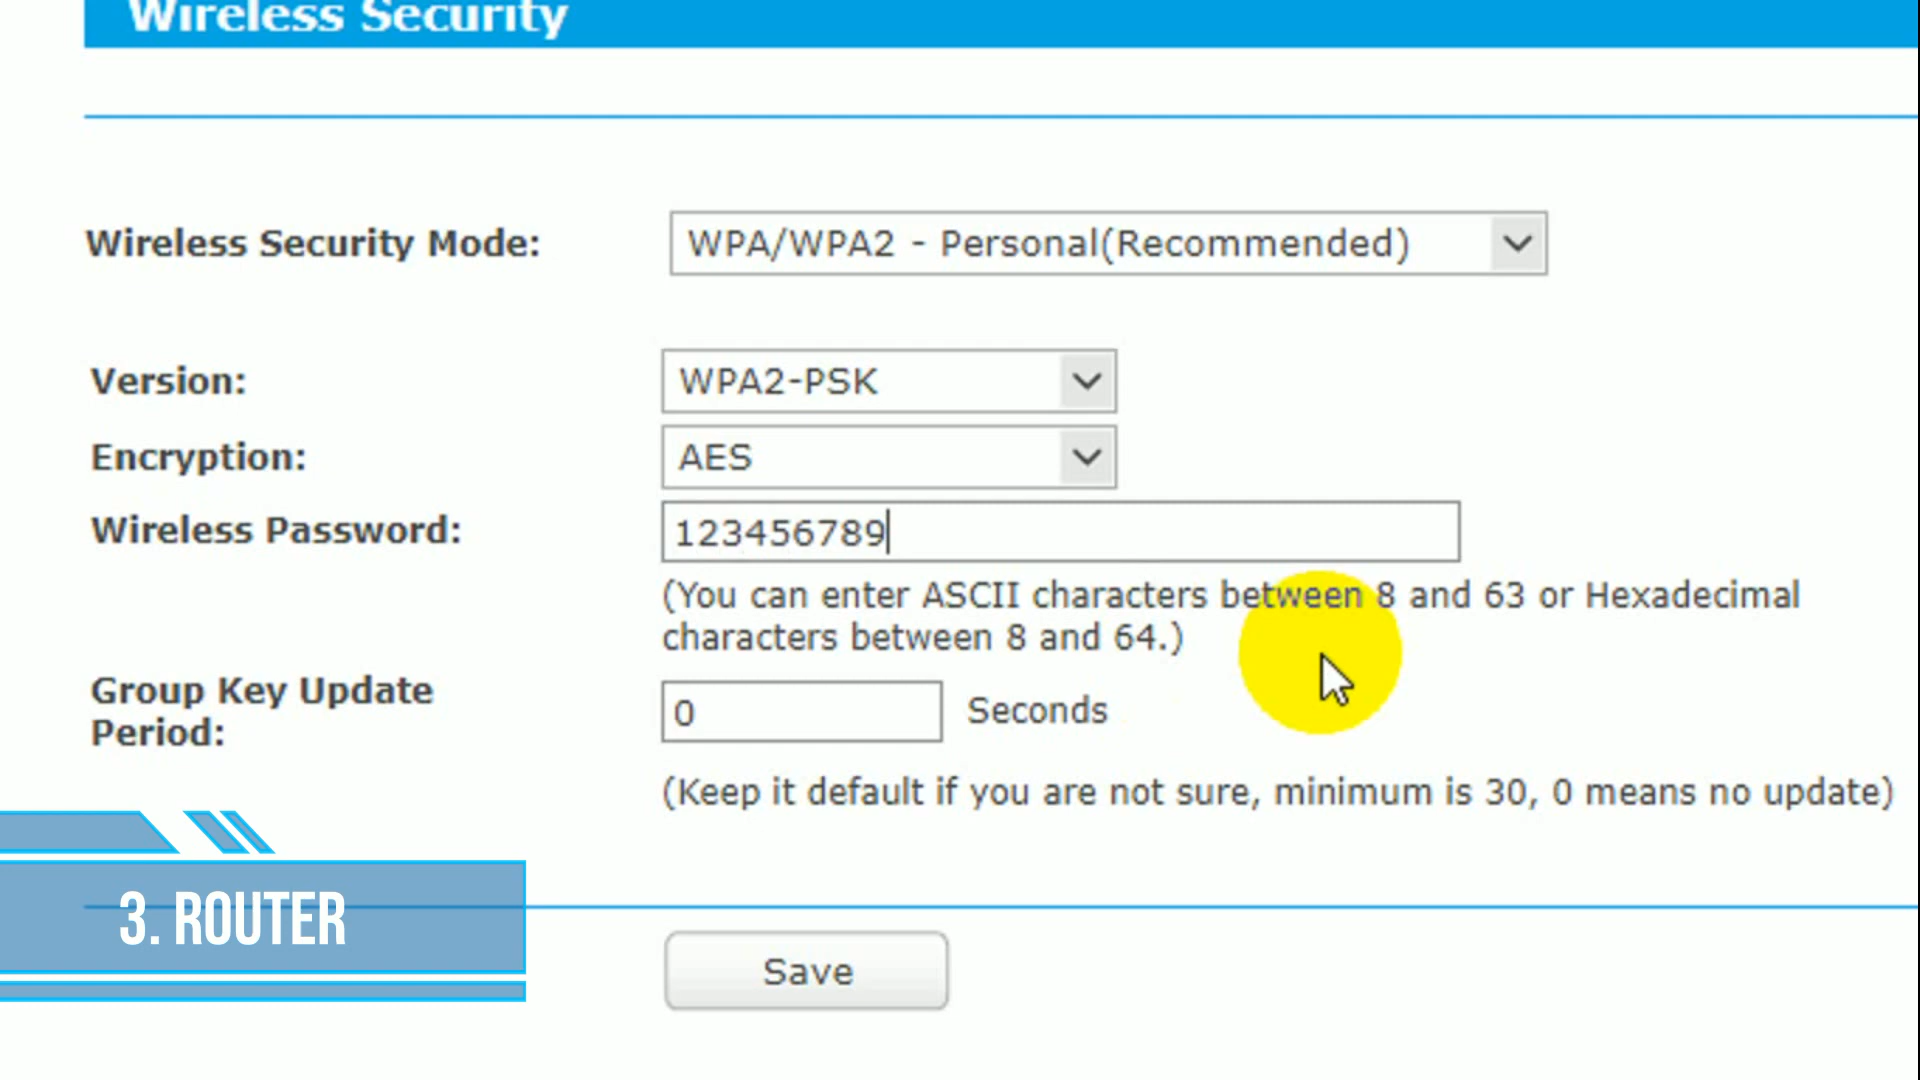 Wireless Security
Wireless Security Mode: WPA/WPA2 - Personal(Recommended)
Version: WPA2-PSK
Encryption: AES
Wireless Password: 123456789
(You can enter ASCII characters between 8 and 63 or Hexadecimal
characters between 8 and 64.)
Group Key Update
Period: 0 Seconds
(Keep it default if you are not sure, minimum is 30, 0 means no update)
3. ROUTER
Save